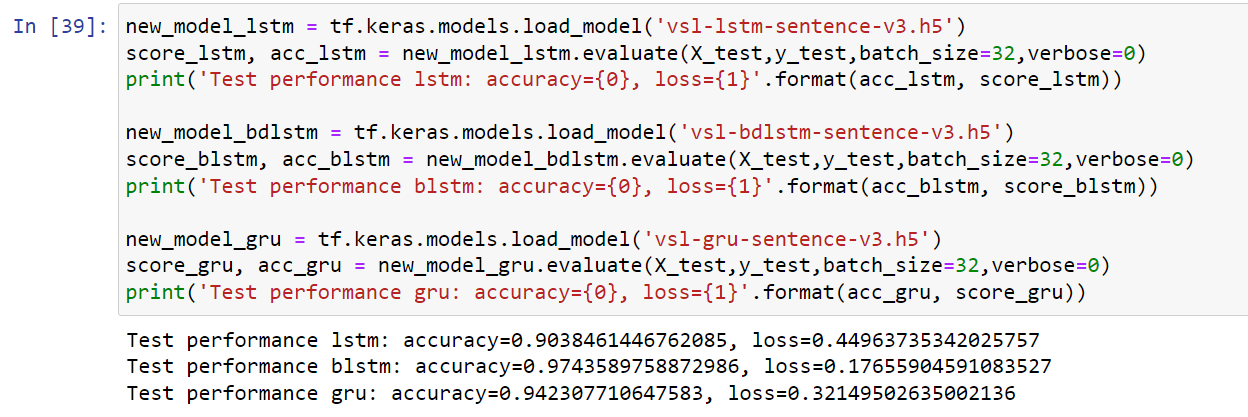 In [39]: new_model_lstm = tf.keras.models.load_model('vsl-lstm-sentence-v3.h5')
score_lstm, acc_lstm = new_model_lstm.evaluate(X_test,y_test,batch_size=32,verbose=0)
print('Test performance lstm: accuracy={0}, loss={1}'.format(acc_lstm, score_lstm))
new_model_bdlstm = tf.keras.models.load_model('vsl-bdlstm-sentence-v3.h5')
score_blstm, acc_blstm = new_model_bdlstm.evaluate(X_test,y_test,batch_size=32,verbose=0)
print('Test performance blstm: accuracy={0}, loss={1}'.format(acc_blstm, score_blstm))
new_model_gru = tf.keras.models.load_model('vsl-gru-sentence-v3.h5')
score_gru, acc_gru = new_model_gru.evaluate(X_test,y_test,batch_size=32,verbose=0)
print('Test performance gru: accuracy={0}, loss={1}'.format(acc_gru, score_gru))
Test performance lstm: accuracy=0.9038461446762085, loss=0.44963735342025757
Test performance blstm: accuracy=0.9743589758872986, loss=0.17655904591083527
Test performance gru: accuracy=0.942307710647583, loss=0.32149502635002136